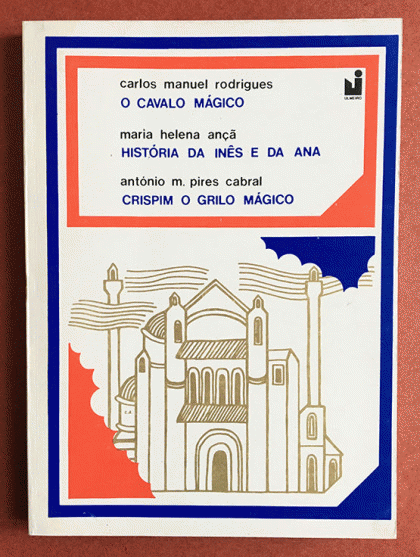 carlos manuel rodrigues
O CAVALO MÁGICO
ULMEIRO
maria helena ançã
HISTÓRIA DA INÊS E DA ANA
antónio m. pires cabral
CRISPIM O GRILO MÁGICO